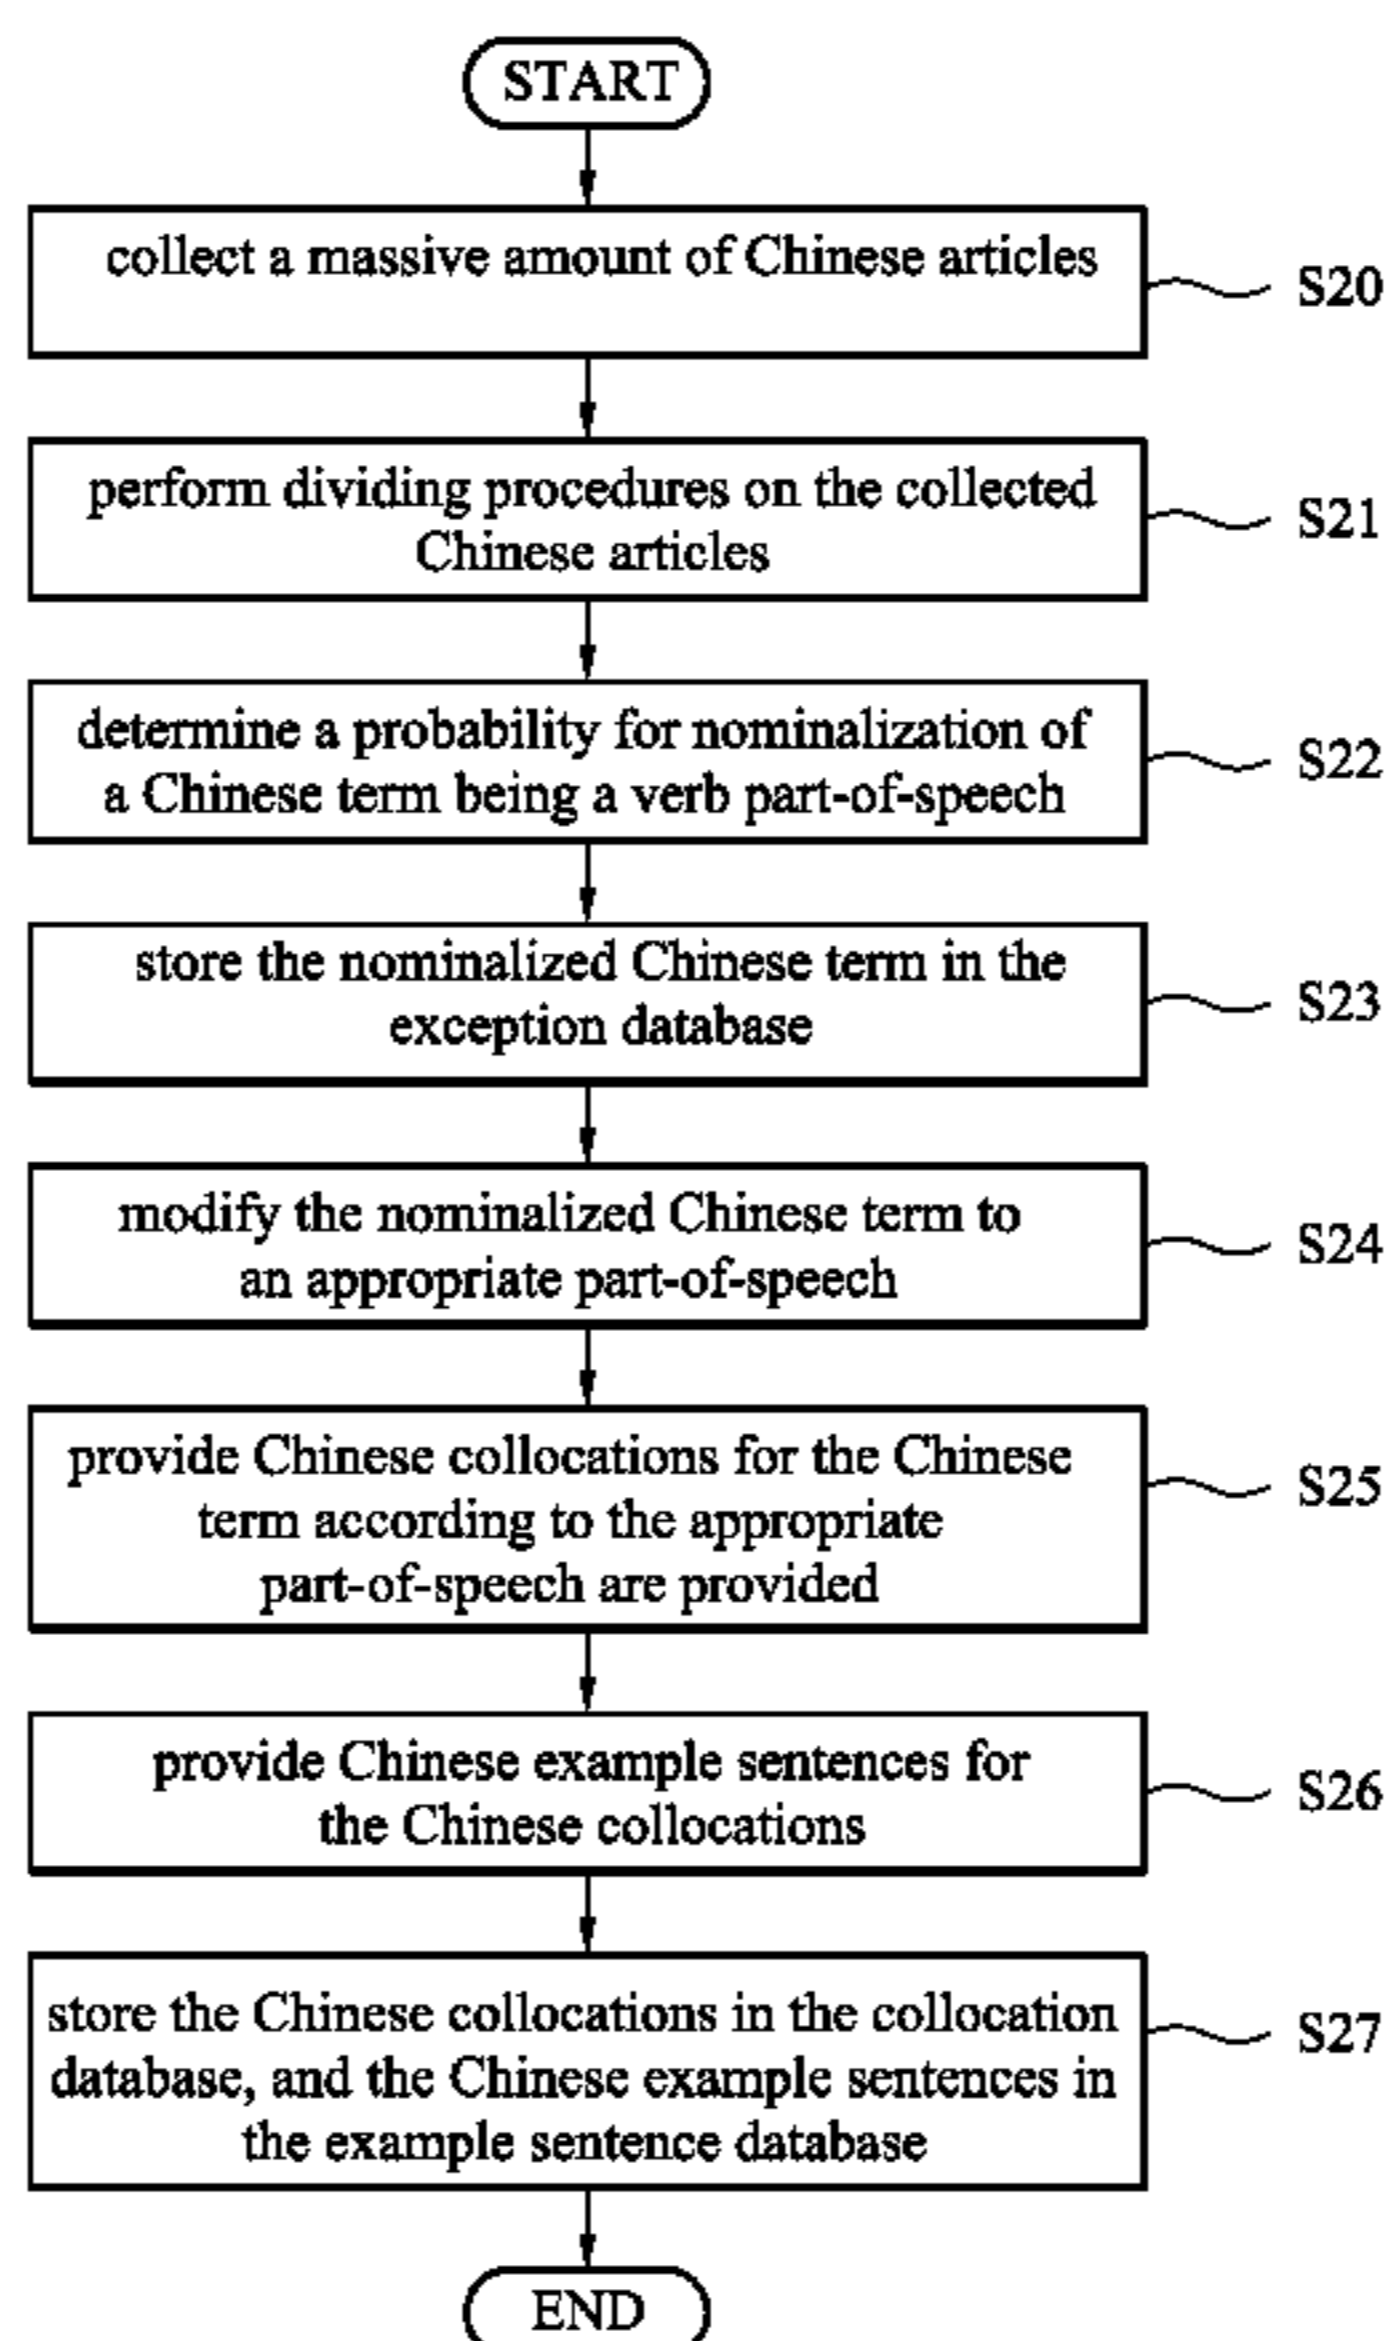 START
collect a massive amount of Chinese articles
S20
perform dividing procedures on the collected
Chinese articles
S21
determine a probability for nominalization of
a Chinese term being a verb part-of-speech
S22
store the nominalized Chinese term in the
exception database
S23
modify the nominalized Chinese term to
an appropriate part-of-speech
S24
provide Chinese collocations for the Chinese
term according to the appropriate
part-of-speech are provided
S25
provide Chinese example sentences for
the Chinese collocations
S26
store the Chinese collocations in the collocation
database, and the Chinese example sentences in
the example sentence database
S27
END